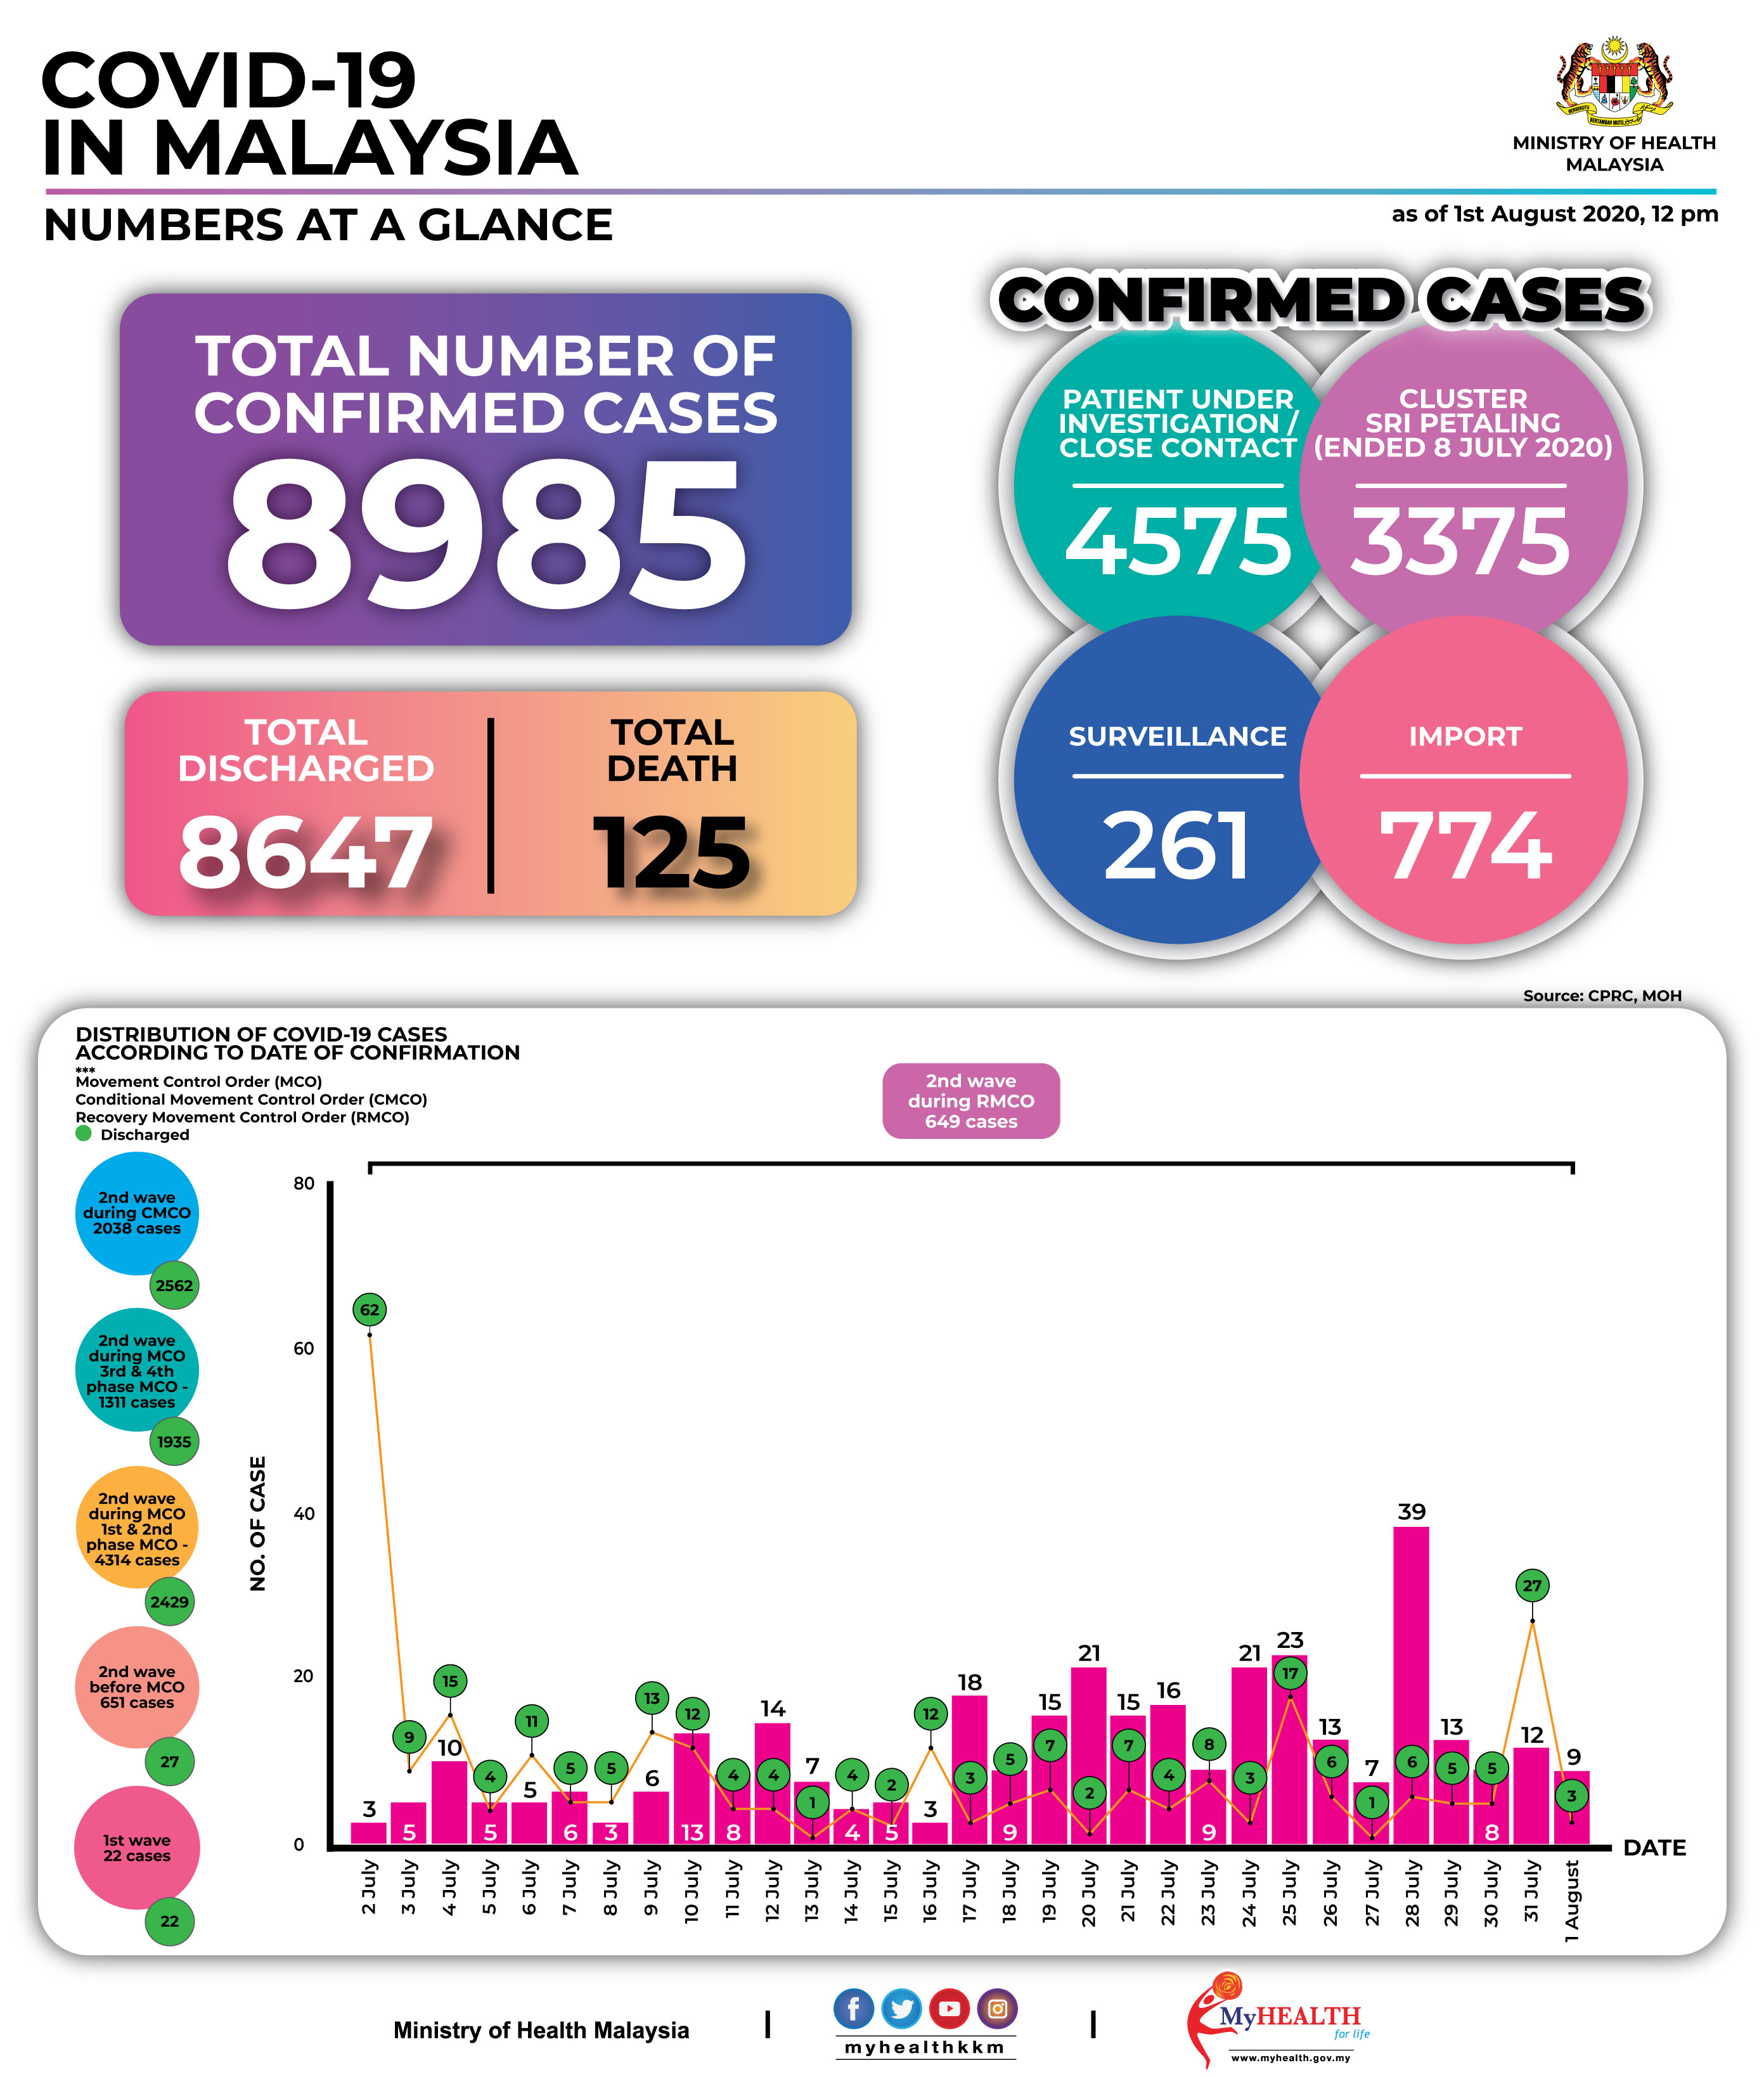 COVID-19
IN MALAYSIA
MINISTRY OF HEALTH
MALAYSIA
NUMBERS AT A GLANCE
as of 1st August 2020, 12 pm
TOTAL NUMBER OF
CONFIRMED CASES
8985
TOTAL
DISCHARGED
8647
TOTAL
DEATH
125
CONFIRMED CASES
PATIENT UNDER
INVESTIGATION /
CLOSE CONTACT
4575
CLUSTER
SRI PETALING
(ENDED 8 JULY 2020)
3375
SURVEILLANCE
261
IMPORT
774
Source: CPRC, MOH
DISTRIBUTION OF COVID-19 CASES
ACCORDING TO DATE OF CONFIRMATION
***
Movement Control Order (MCO)
Conditional Movement Control Order (CMCO)
Recovery Movement Control Order (RMCO)
Discharged
2nd wave
during RMCO
649 cases
2nd wave
during CMCO
2038 cases
2562
2nd wave
during MCO
3rd & 4th
phase MCO -
1311 cases
1935
2nd wave
during MCO
1st & 2nd
phase MCO -
4314 cases
2429
2nd wave
before MCO
651 cases
27
1st wave
22 cases
22
NO. OF CASE
80
60
40
20
0
62
9
15
4
11
5
5
13
12
4
4
1
4
2
12
3
5
7
2
7
4
8
3
17
6
1
6
5
5
27
3
3
5
10
5
5
6
3
6
13
8
14
7
4
5
3
18
9
15
21
15
16
9
21
23
13
7
39
13
8
12
9
DATE
2 July
3 July
4 July
5 July
6 July
7 July
8 July
9 July
10 July
11 July
12 July
13 July
14 July
15 July
16 July
17 July
18 July
19 July
20 July
21 July
22 July
23 July
24 July
25 July
26 July
27 July
28 July
29 July
30 July
31 July
1 August
Ministry of Health Malaysia
myhealthkkm
MyHEALTH
for life
www.myhealth.gov.my